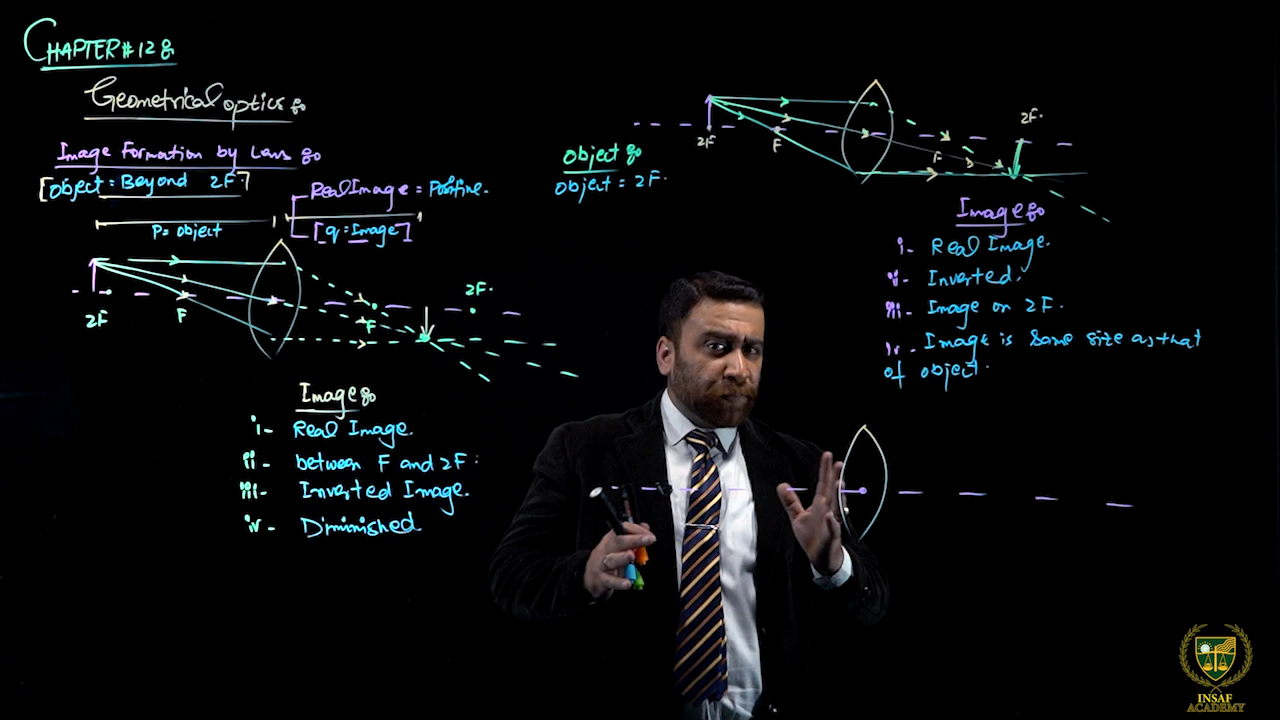 CHAPTER#12:
Geometrical optics:
Image Formation by Lans:
[object = Beyond 2F.]
Real Image = Positive.
[q = Image]
P = object
2F
F
F
2F.
Image:
i- Real Image.
ii- between F and 2F.
iii- Inverted Image.
iv- Diminished
Object:
object = 2F.
2F
F
F
2F.
Image:
i- Real Image.
ii- Inverted.
iii- Image on 2F.
iv- Image is same size as that
of object.
INSAF
ACADEMY